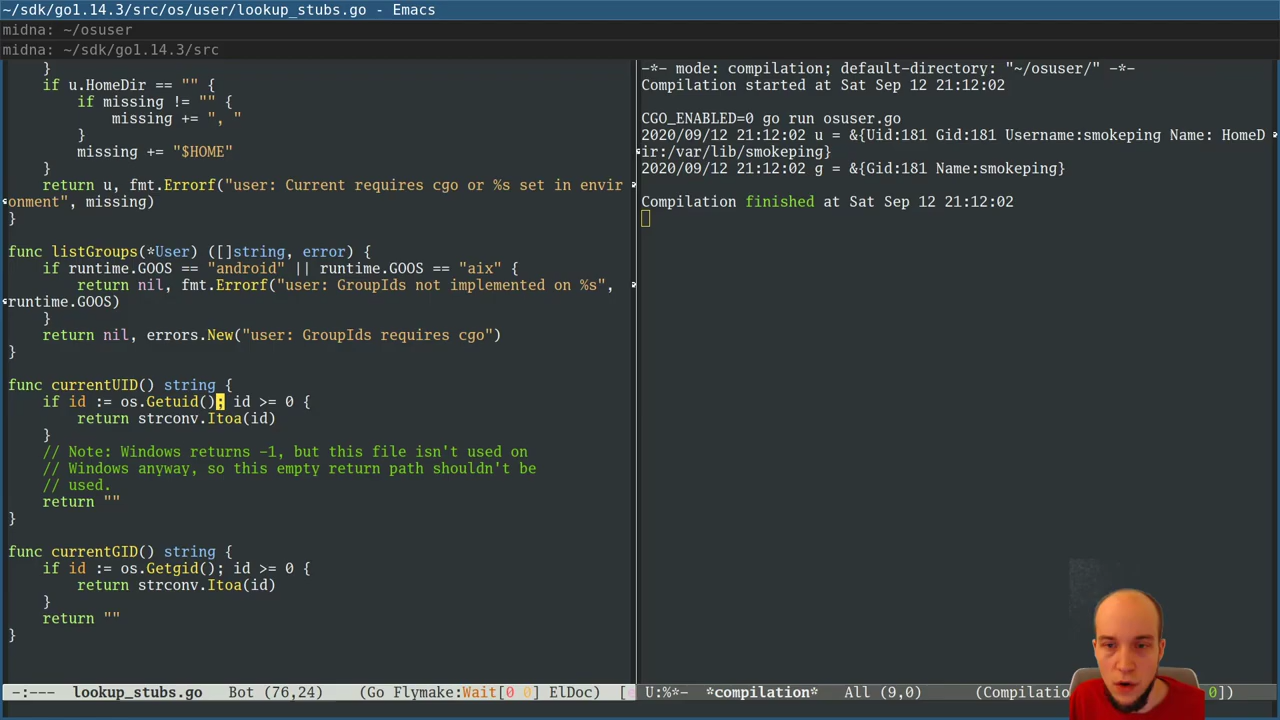 ~/sdk/go1.14.3/src/os/user/lookup_stubs.go - Emacs
midna: ~/osuser
midna: ~/sdk/go1.14.3/src
    }
    if u.HomeDir == "" {
        if missing != "" {
            missing += ", "
        }
        missing += "$HOME"
    }
    return u, fmt.Errorf("user: Current requires cgo or %s set in envir
onment", missing)
}
func listGroups(*User) ([]string, error) {
    if runtime.GOOS == "android" || runtime.GOOS == "aix" {
        return nil, fmt.Errorf("user: GroupIds not implemented on %s",
runtime.GOOS)
    }
    return nil, errors.New("user: GroupIds requires cgo")
}
func currentUID() string {
    if id := os.Getuid(); id >= 0 {
        return strconv.Itoa(id)
    }
    // Note: Windows returns -1, but this file isn't used on
    // Windows anyway, so this empty return path shouldn't be
    // used.
    return ""
}
func currentGID() string {
    if id := os.Getgid(); id >= 0 {
        return strconv.Itoa(id)
    }
    return ""
}
-:--- lookup_stubs.go Bot (76,24) (Go Flymake:Wait[0 0] ElDoc) [
-*- mode: compilation; default-directory: "~/osuser/" -*-
Compilation started at Sat Sep 12 21:12:02
CGO_ENABLED=0 go run osuser.go
2020/09/12 21:12:02 u = &{Uid:181 Gid:181 Username:smokeping Name: HomeD
ir:/var/lib/smokeping}
2020/09/12 21:12:02 g = &{Gid:181 Name:smokeping}
Compilation finished at Sat Sep 12 21:12:02
U:%*- *compilation* All (9,0) (Compilatio 0])